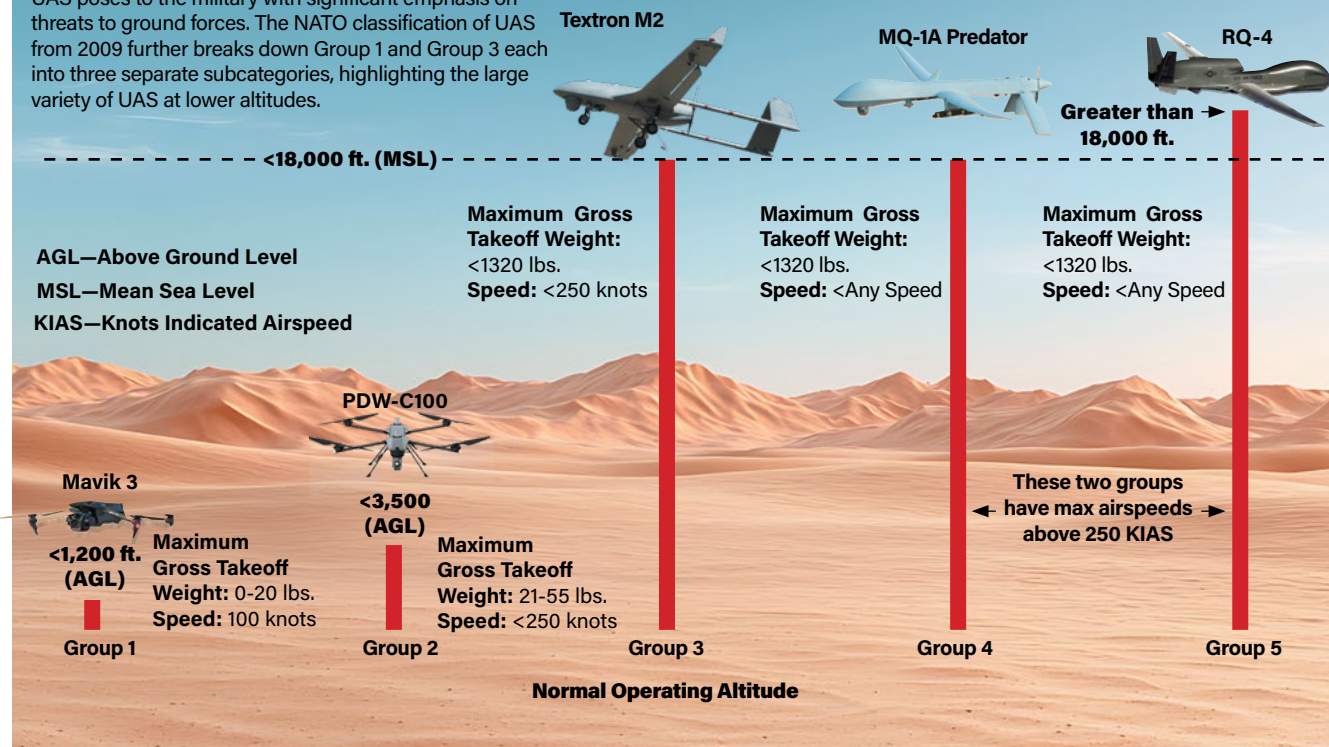 UAS poses to the military with significant emphasis on
threats to ground forces. The NATO classification of UAS
from 2009 further breaks down Group 1 and Group 3 each
into three separate subcategories, highlighting the large
variety of UAS at lower altitudes.
Textron M2
MQ-1A Predator
RQ-4
Greater than
18,000 ft.
<18,000 ft. (MSL)
AGL—Above Ground Level
MSL—Mean Sea Level
KIAS—Knots Indicated Airspeed
Maximum Gross
Takeoff Weight:
<1320 lbs.
Speed: <250 knots
Maximum Gross
Takeoff Weight:
<1320 lbs.
Speed: <Any Speed
Maximum Gross
Takeoff Weight:
<1320 lbs.
Speed: <Any Speed
PDW-C100
<3,500
(AGL)
Mavik 3
<1,200 ft.
(AGL)
Maximum
Gross Takeoff
Weight: 0-20 lbs.
Speed: 100 knots
Maximum
Gross Takeoff
Weight: 21-55 lbs.
Speed: <250 knots
These two groups
have max airspeeds
above 250 KIAS
Group 1
Group 2
Group 3
Group 4
Group 5
Normal Operating Altitude